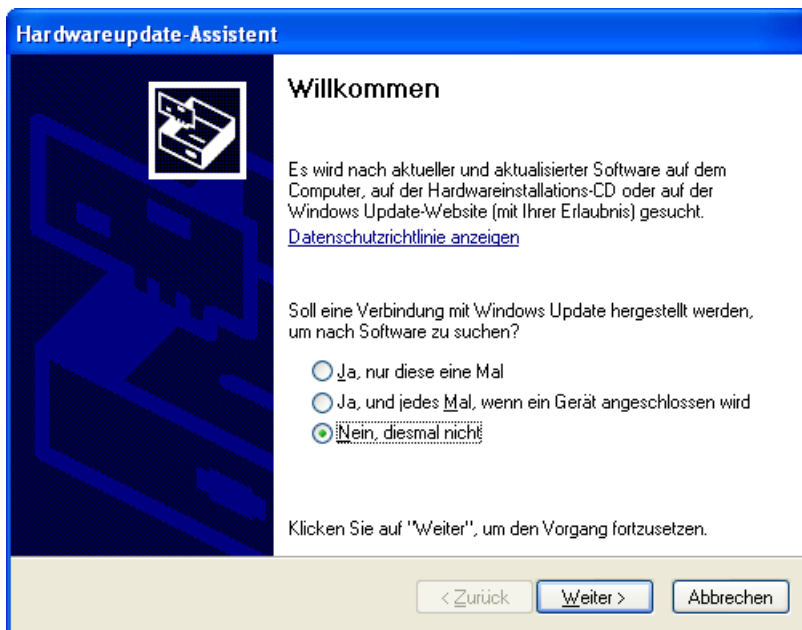 Hardwareupdate-Assistent
Willkommen
Es wird nach aktueller und aktualisierter Software auf dem
Computer, auf der Hardwareinstallations-CD oder auf der
Windows Update-Website (mit Ihrer Erlaubnis) gesucht.
Datenschutzrichtlinie anzeigen
Soll eine Verbindung mit Windows Update hergestellt werden,
um nach Software zu suchen?
Ja, nur diese eine Mal
Ja, und jedes Mal, wenn ein Gerät angeschlossen wird
Nein, diesmal nicht
Klicken Sie auf "Weiter", um den Vorgang fortzusetzen.
< Zurück Weiter > Abbrechen